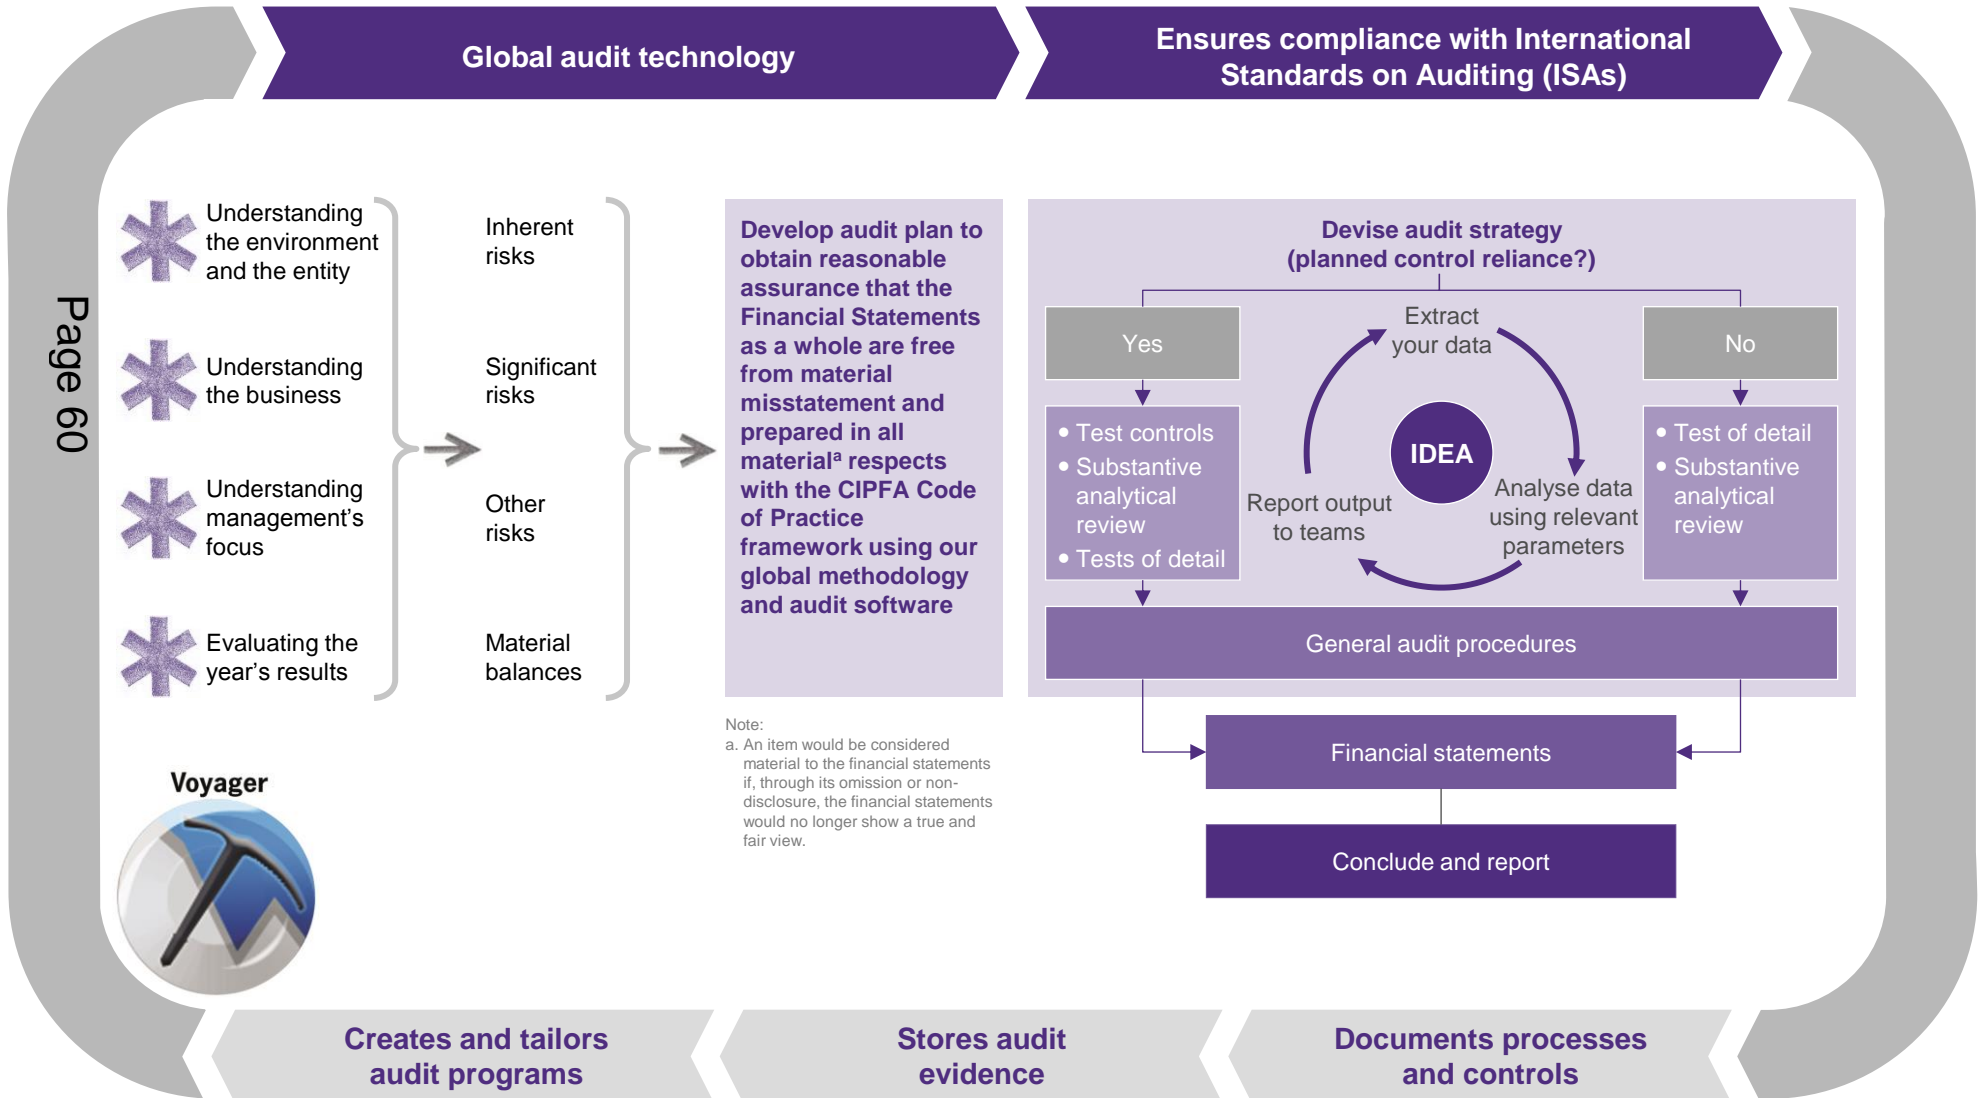 Global audit technology
Ensures compliance with International
Standards on Auditing (ISAs)
Page 60
Understanding
the environment
and the entity
Understanding
the business
Understanding
management’s
focus
Evaluating the
year’s results
Inherent
risks
Significant
risks
Other
risks
Material
balances
Develop audit plan to
obtain reasonable
assurance that the
Financial Statements
as a whole are free
from material
misstatement and
prepared in all
materialᵃ respects
with the CIPFA Code
of Practice
framework using our
global methodology
and audit software
Note:
a. An item would be considered
material to the financial statements
if, through its omission or non-
disclosure, the financial statements
would no longer show a true and
fair view.
Devise audit strategy
(planned control reliance?)
Yes
• Test controls
• Substantive
analytical
review
• Tests of detail
Extract
your data
IDEA
Analyse data
using relevant
parameters
Report output
to teams
No
• Test of detail
• Substantive
analytical
review
General audit procedures
Financial statements
Conclude and report
Voyager
Creates and tailors
audit programs
Stores audit
evidence
Documents processes
and controls